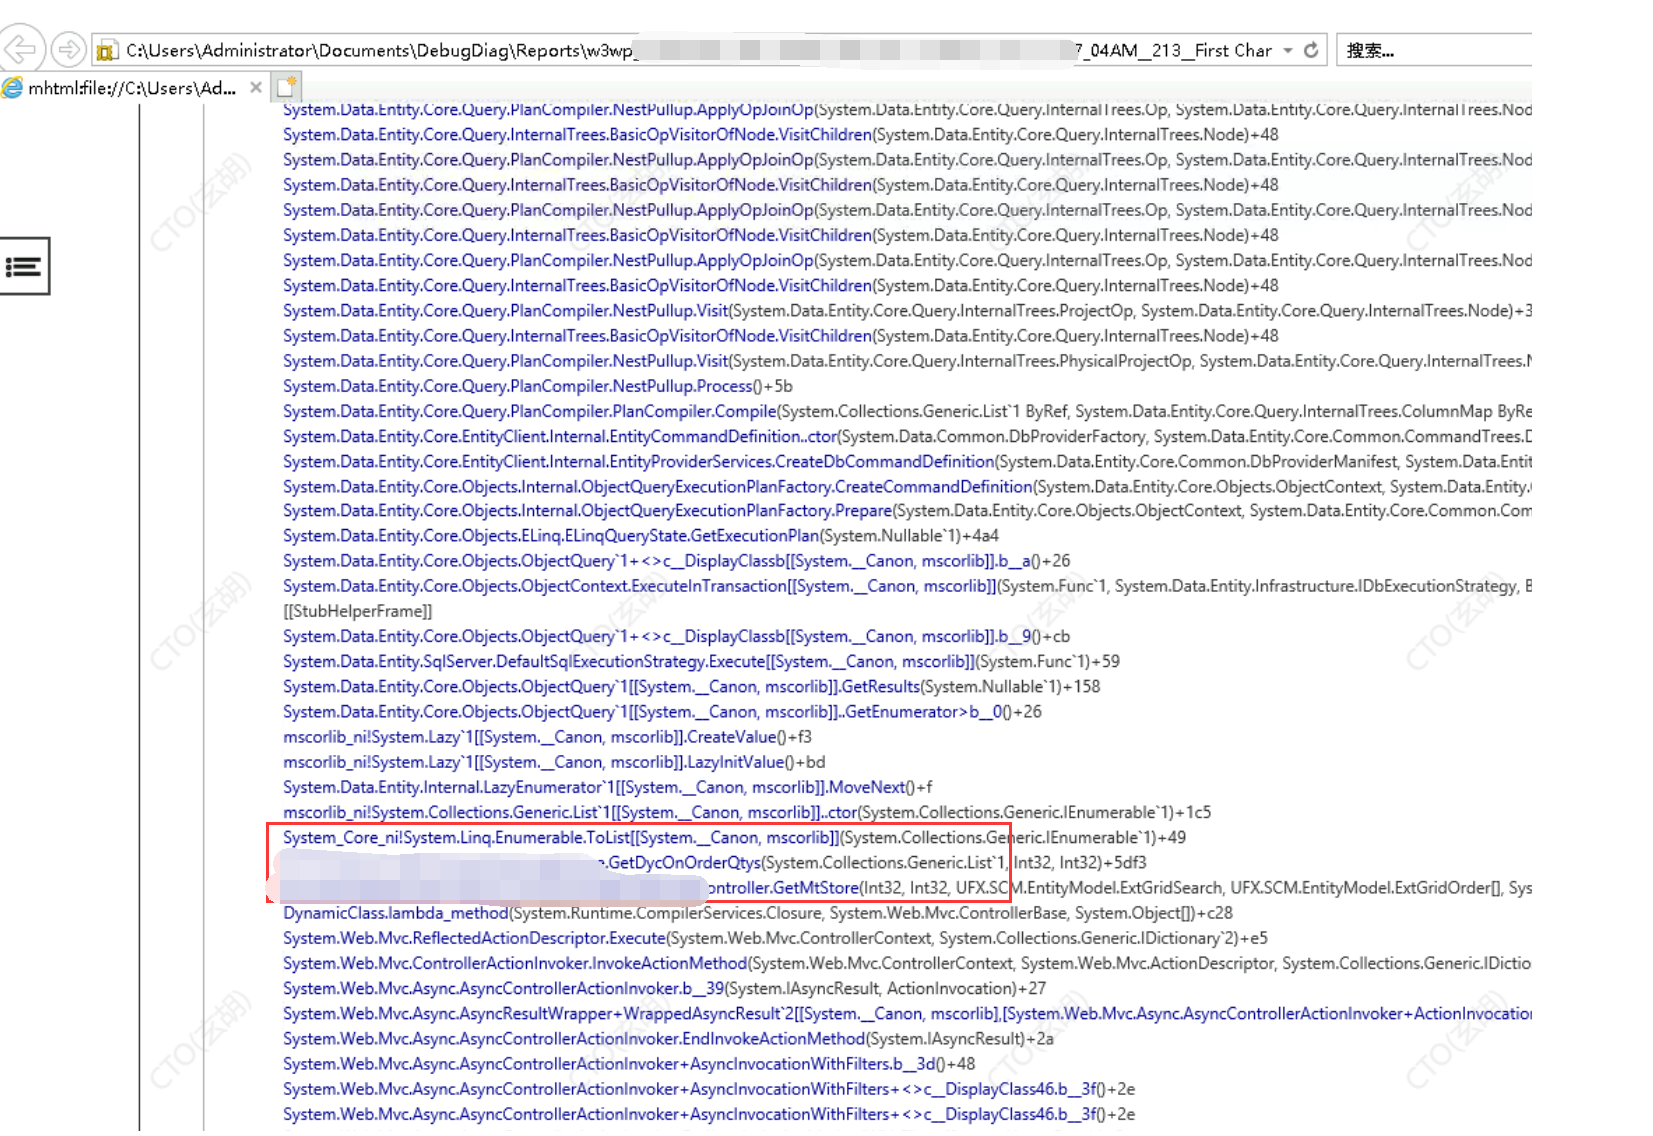 C:\Users\Administrator\Documents\DebugDiag\Reports\w3wp_ 7_04AM__213__First Char
搜索...
mhtml:file://C:\Users\Ad...
System.Data.Entity.Core.Query.PlanCompiler.NestPullup.ApplyOpJoinOp(System.Data.Entity.Core.Query.InternalTrees.Op, System.Data.Entity.Core.Query.InternalTrees.Nod
System.Data.Entity.Core.Query.InternalTrees.BasicOpVisitorOfNode.VisitChildren(System.Data.Entity.Core.Query.InternalTrees.Node)+48
System.Data.Entity.Core.Query.PlanCompiler.NestPullup.ApplyOpJoinOp(System.Data.Entity.Core.Query.InternalTrees.Op, System.Data.Entity.Core.Query.InternalTrees.Nod
System.Data.Entity.Core.Query.InternalTrees.BasicOpVisitorOfNode.VisitChildren(System.Data.Entity.Core.Query.InternalTrees.Node)+48
System.Data.Entity.Core.Query.PlanCompiler.NestPullup.ApplyOpJoinOp(System.Data.Entity.Core.Query.InternalTrees.Op, System.Data.Entity.Core.Query.InternalTrees.Nod
System.Data.Entity.Core.Query.InternalTrees.BasicOpVisitorOfNode.VisitChildren(System.Data.Entity.Core.Query.InternalTrees.Node)+48
System.Data.Entity.Core.Query.PlanCompiler.NestPullup.ApplyOpJoinOp(System.Data.Entity.Core.Query.InternalTrees.Op, System.Data.Entity.Core.Query.InternalTrees.Nod
System.Data.Entity.Core.Query.InternalTrees.BasicOpVisitorOfNode.VisitChildren(System.Data.Entity.Core.Query.InternalTrees.Node)+48
System.Data.Entity.Core.Query.PlanCompiler.NestPullup.Visit(System.Data.Entity.Core.Query.InternalTrees.ProjectOp, System.Data.Entity.Core.Query.InternalTrees.Node)+3
System.Data.Entity.Core.Query.InternalTrees.BasicOpVisitorOfNode.VisitChildren(System.Data.Entity.Core.Query.InternalTrees.Node)+48
System.Data.Entity.Core.Query.PlanCompiler.NestPullup.Visit(System.Data.Entity.Core.Query.InternalTrees.PhysicalProjectOp, System.Data.Entity.Core.Query.InternalTrees.N
System.Data.Entity.Core.Query.PlanCompiler.NestPullup.Process()+5b
System.Data.Entity.Core.Query.PlanCompiler.PlanCompiler.Compile(System.Collections.Generic.List`1 ByRef, System.Data.Entity.Core.Query.InternalTrees.ColumnMap ByRe
System.Data.Entity.Core.EntityClient.Internal.EntityCommandDefinition..ctor(System.Data.Common.DbProviderFactory, System.Data.Entity.Core.Common.CommandTrees.D
System.Data.Entity.Core.EntityClient.Internal.EntityProviderServices.CreateDbCommandDefinition(System.Data.Entity.Core.Common.DbProviderManifest, System.Data.Entit
System.Data.Entity.Core.Objects.Internal.ObjectQueryExecutionPlanFactory.CreateCommandDefinition(System.Data.Entity.Core.Objects.ObjectContext, System.Data.Entity.
System.Data.Entity.Core.Objects.Internal.ObjectQueryExecutionPlanFactory.Prepare(System.Data.Entity.Core.Objects.ObjectContext, System.Data.Entity.Core.Common.Com
System.Data.Entity.Core.Objects.ELinq.ELinqQueryState.GetExecutionPlan(System.Nullable`1)+4a4
System.Data.Entity.Core.Objects.ObjectQuery`1+<>c__DisplayClassb[[System.__Canon, mscorlib]].b__a()+26
System.Data.Entity.Core.Objects.ObjectContext.ExecuteInTransaction[[System.__Canon, mscorlib]](System.Func`1, System.Data.Entity.Infrastructure.IDbExecutionStrategy, B
[[StubHelperFrame]]
System.Data.Entity.Core.Objects.ObjectQuery`1+<>c__DisplayClassb[[System.__Canon, mscorlib]].b__9()+cb
System.Data.Entity.SqlServer.DefaultSqlExecutionStrategy.Execute[[System.__Canon, mscorlib]](System.Func`1)+59
System.Data.Entity.Core.Objects.ObjectQuery`1[[System.__Canon, mscorlib]].GetResults(System.Nullable`1)+158
System.Data.Entity.Core.Objects.ObjectQuery`1[[System.__Canon, mscorlib]]..GetEnumerator>b__0()+26
mscorlib_ni!System.Lazy`1[[System.__Canon, mscorlib]].CreateValue()+f3
mscorlib_ni!System.Lazy`1[[System.__Canon, mscorlib]].LazyInitValue()+bd
System.Data.Entity.Internal.LazyEnumerator`1[[System.__Canon, mscorlib]].MoveNext()+f
mscorlib_ni!System.Collections.Generic.List`1[[System.__Canon, mscorlib]]..ctor(System.Collections.Generic.IEnumerable`1)+1c5
System_Core_ni!System.Linq.Enumerable.ToList[[System.__Canon, mscorlib]](System.Collections.Generic.IEnumerable`1)+49
.GetDycOnOrderQtys(System.Collections.Generic.List`1, Int32, Int32)+5df3
ontroller.GetMtStore(Int32, Int32, UFX.SCM.EntityModel.ExtGridSearch, UFX.SCM.EntityModel.ExtGridOrder[], Sys
DynamicClass.lambda_method(System.Runtime.CompilerServices.Closure, System.Web.Mvc.ControllerBase, System.Object[])+c28
System.Web.Mvc.ReflectedActionDescriptor.Execute(System.Web.Mvc.ControllerContext, System.Collections.Generic.IDictionary`2)+e5
System.Web.Mvc.ControllerActionInvoker.InvokeActionMethod(System.Web.Mvc.ControllerContext, System.Web.Mvc.ActionDescriptor, System.Collections.Generic.IDictio
System.Web.Mvc.Async.AsyncControllerActionInvoker.b__39(System.IAsyncResult, ActionInvocation)+27
System.Web.Mvc.Async.AsyncResultWrapper+WrappedAsyncResult`2[[System.__Canon, mscorlib],[System.Web.Mvc.Async.AsyncControllerActionInvoker+ActionInvocation
System.Web.Mvc.Async.AsyncControllerActionInvoker.EndInvokeActionMethod(System.IAsyncResult)+2a
System.Web.Mvc.Async.AsyncControllerActionInvoker+AsyncInvocationWithFilters.b__3d()+48
System.Web.Mvc.Async.AsyncControllerActionInvoker+AsyncInvocationWithFilters+<>c__DisplayClass46.b__3f()+2e
System.Web.Mvc.Async.AsyncControllerActionInvoker+AsyncInvocationWithFilters+<>c__DisplayClass46.b__3f()+2e
CTO(玄胡)
CTO(玄胡)
CTO(玄胡)
CTO(玄胡)
CTO(玄胡)
CTO(玄胡)
CTO(玄胡)
CTO(玄胡)
CTO(玄胡)